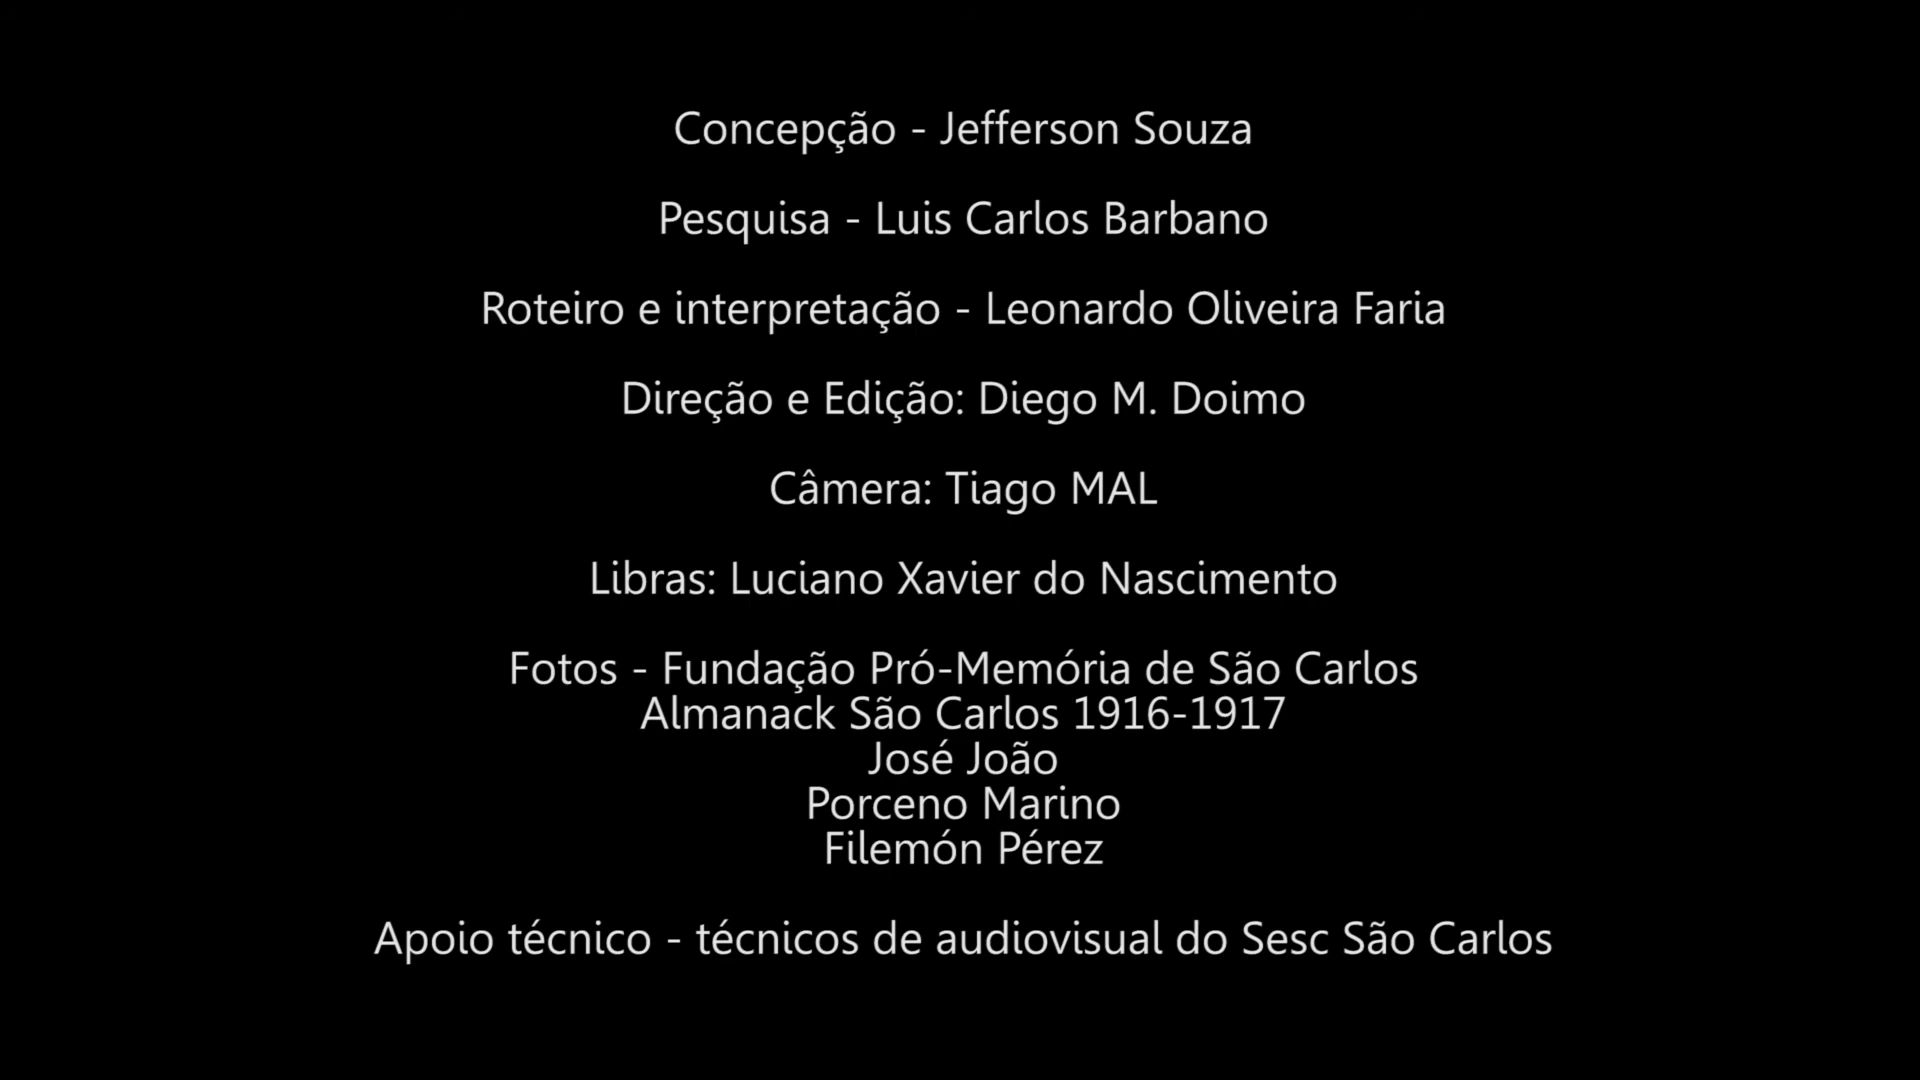 Concepção - Jefferson Souza
Pesquisa - Luis Carlos Barbano
Roteiro e interpretação - Leonardo Oliveira Faria
Direção e Edição: Diego M. Doimo
Câmera: Tiago MAL
Libras: Luciano Xavier do Nascimento
Fotos - Fundação Pró-Memória de São Carlos
Almanack São Carlos 1916-1917
José João
Porceno Marino
Filemón Pérez
Apoio técnico - técnicos de audiovisual do Sesc São Carlos